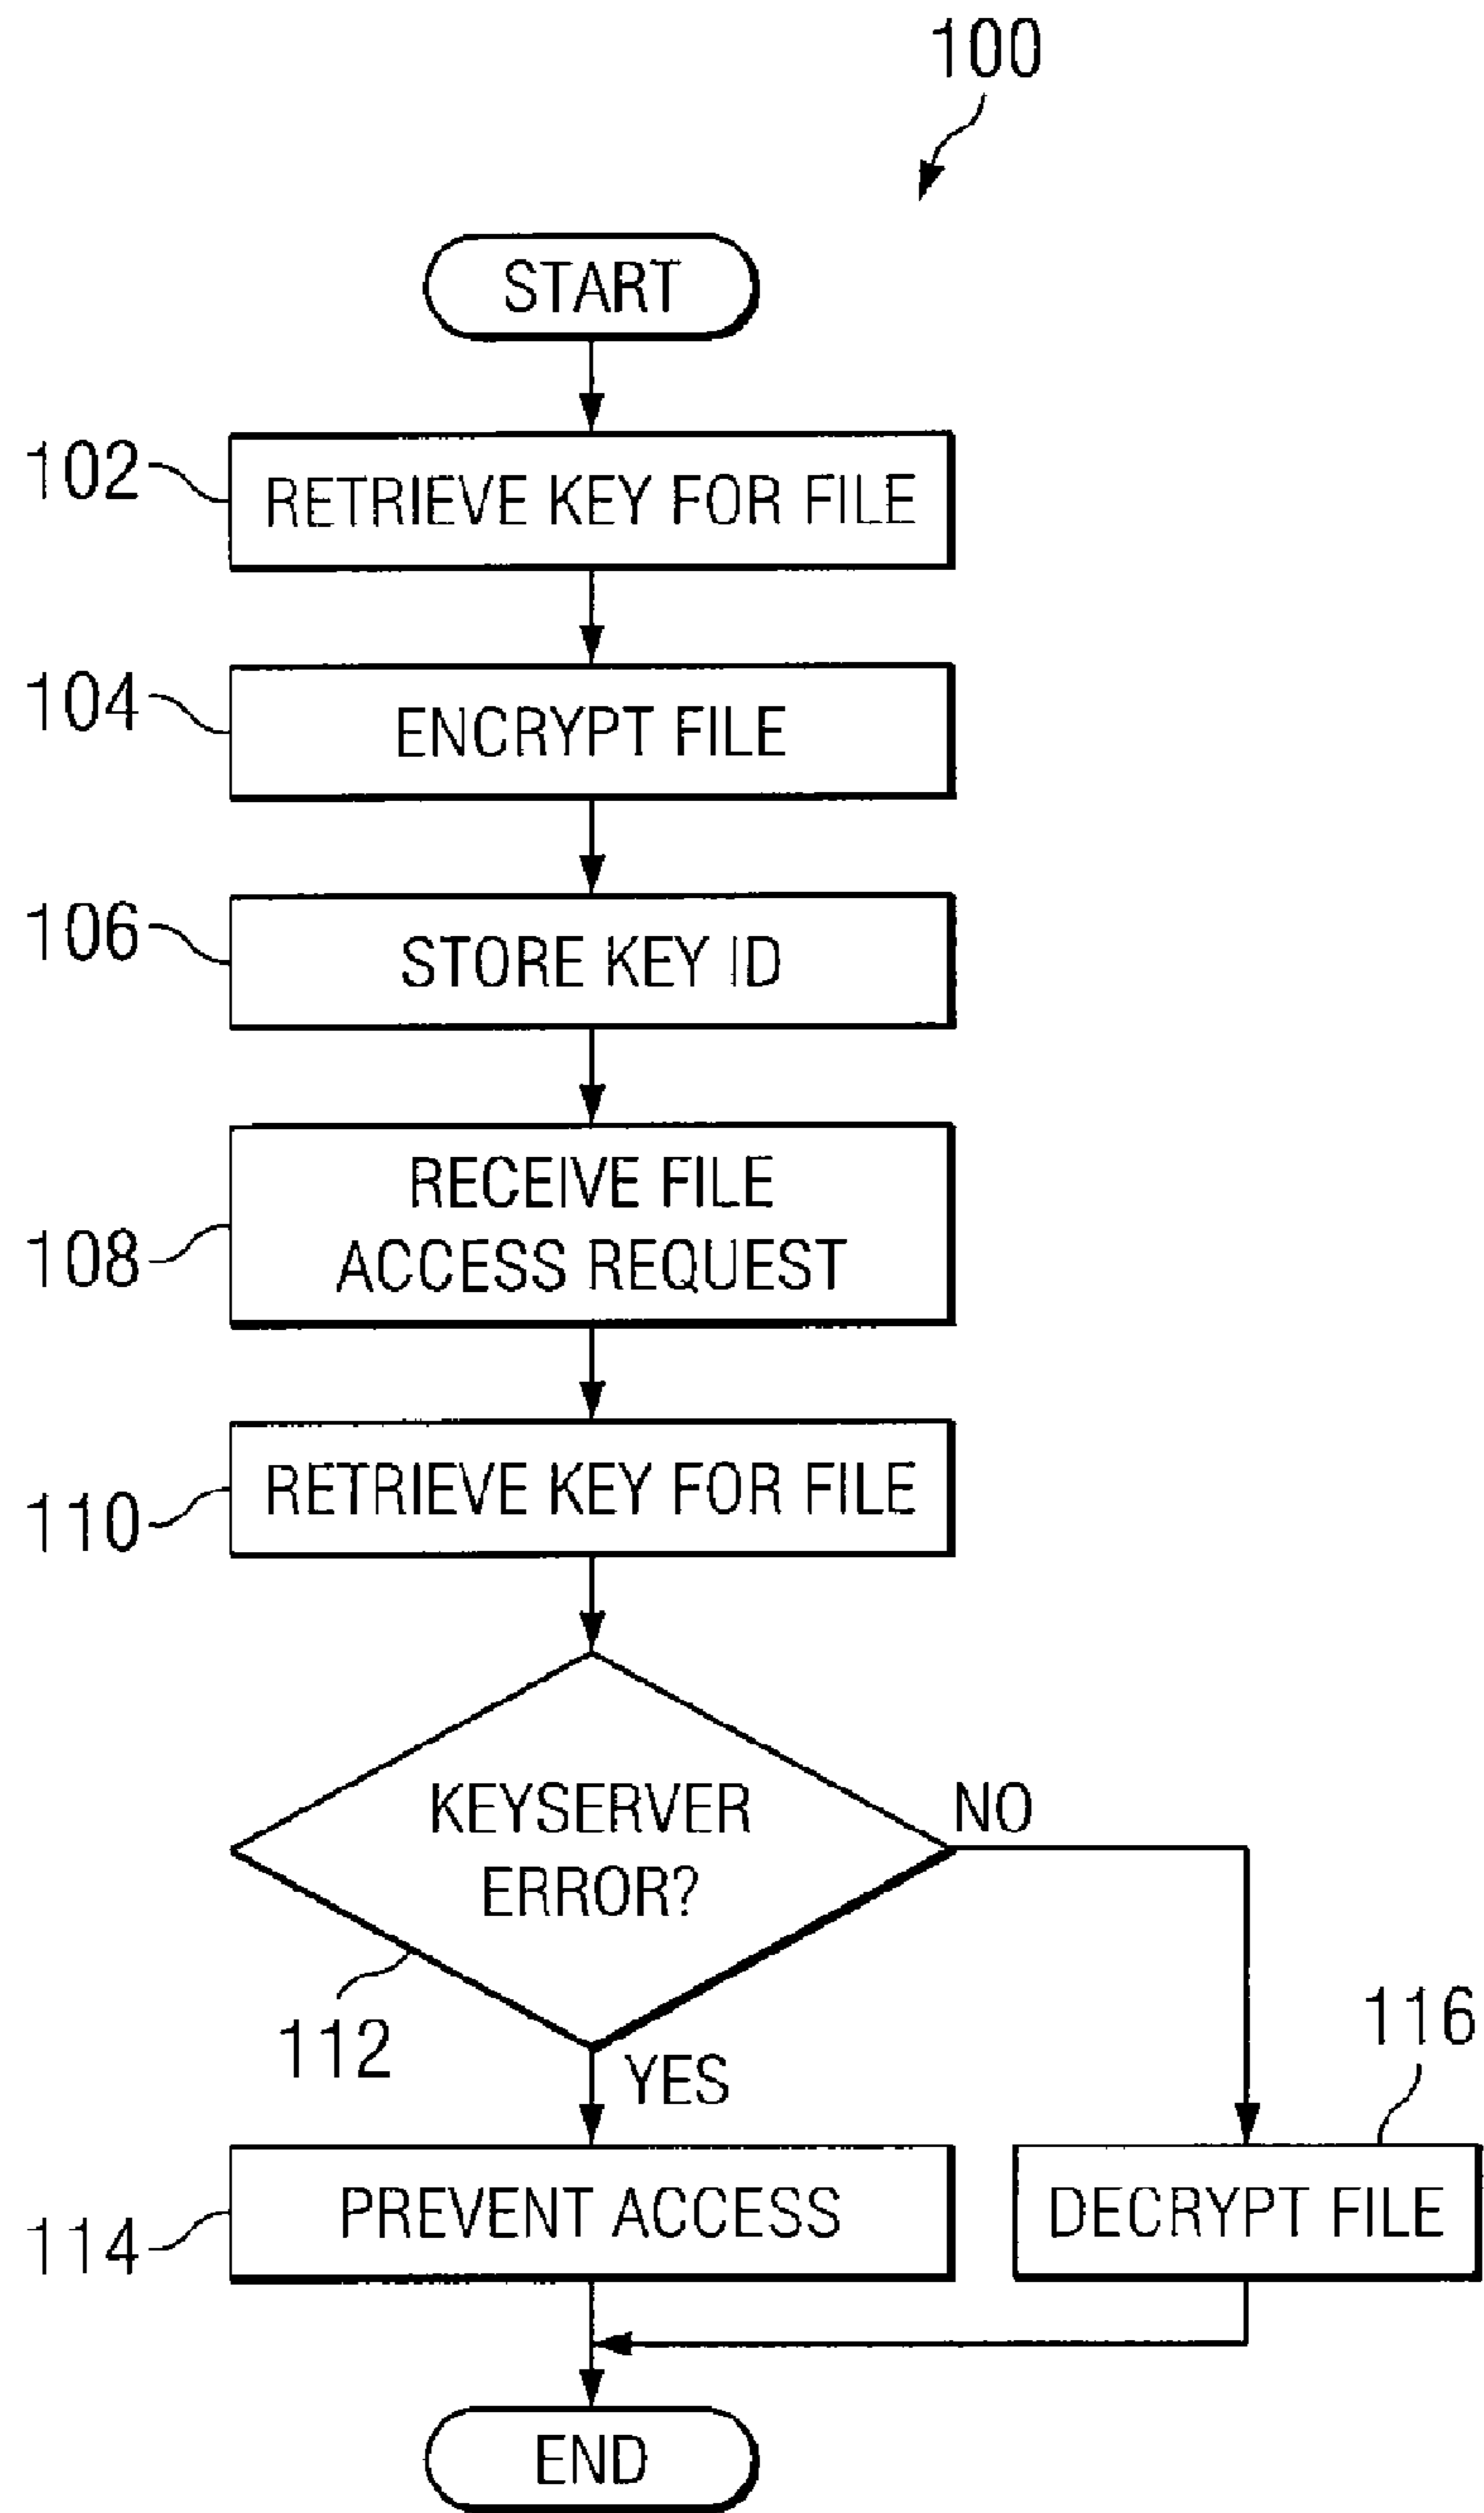 100
START
102
RETRIEVE KEY FOR FILE
104
ENCRYPT FILE
106
STORE KEY ID
108
RECEIVE FILE
ACCESS REQUEST
110
RETRIEVE KEY FOR FILE
KEYSERVER
ERROR?
NO
112
YES
116
114
PREVENT ACCESS
DECRYPT FILE
END